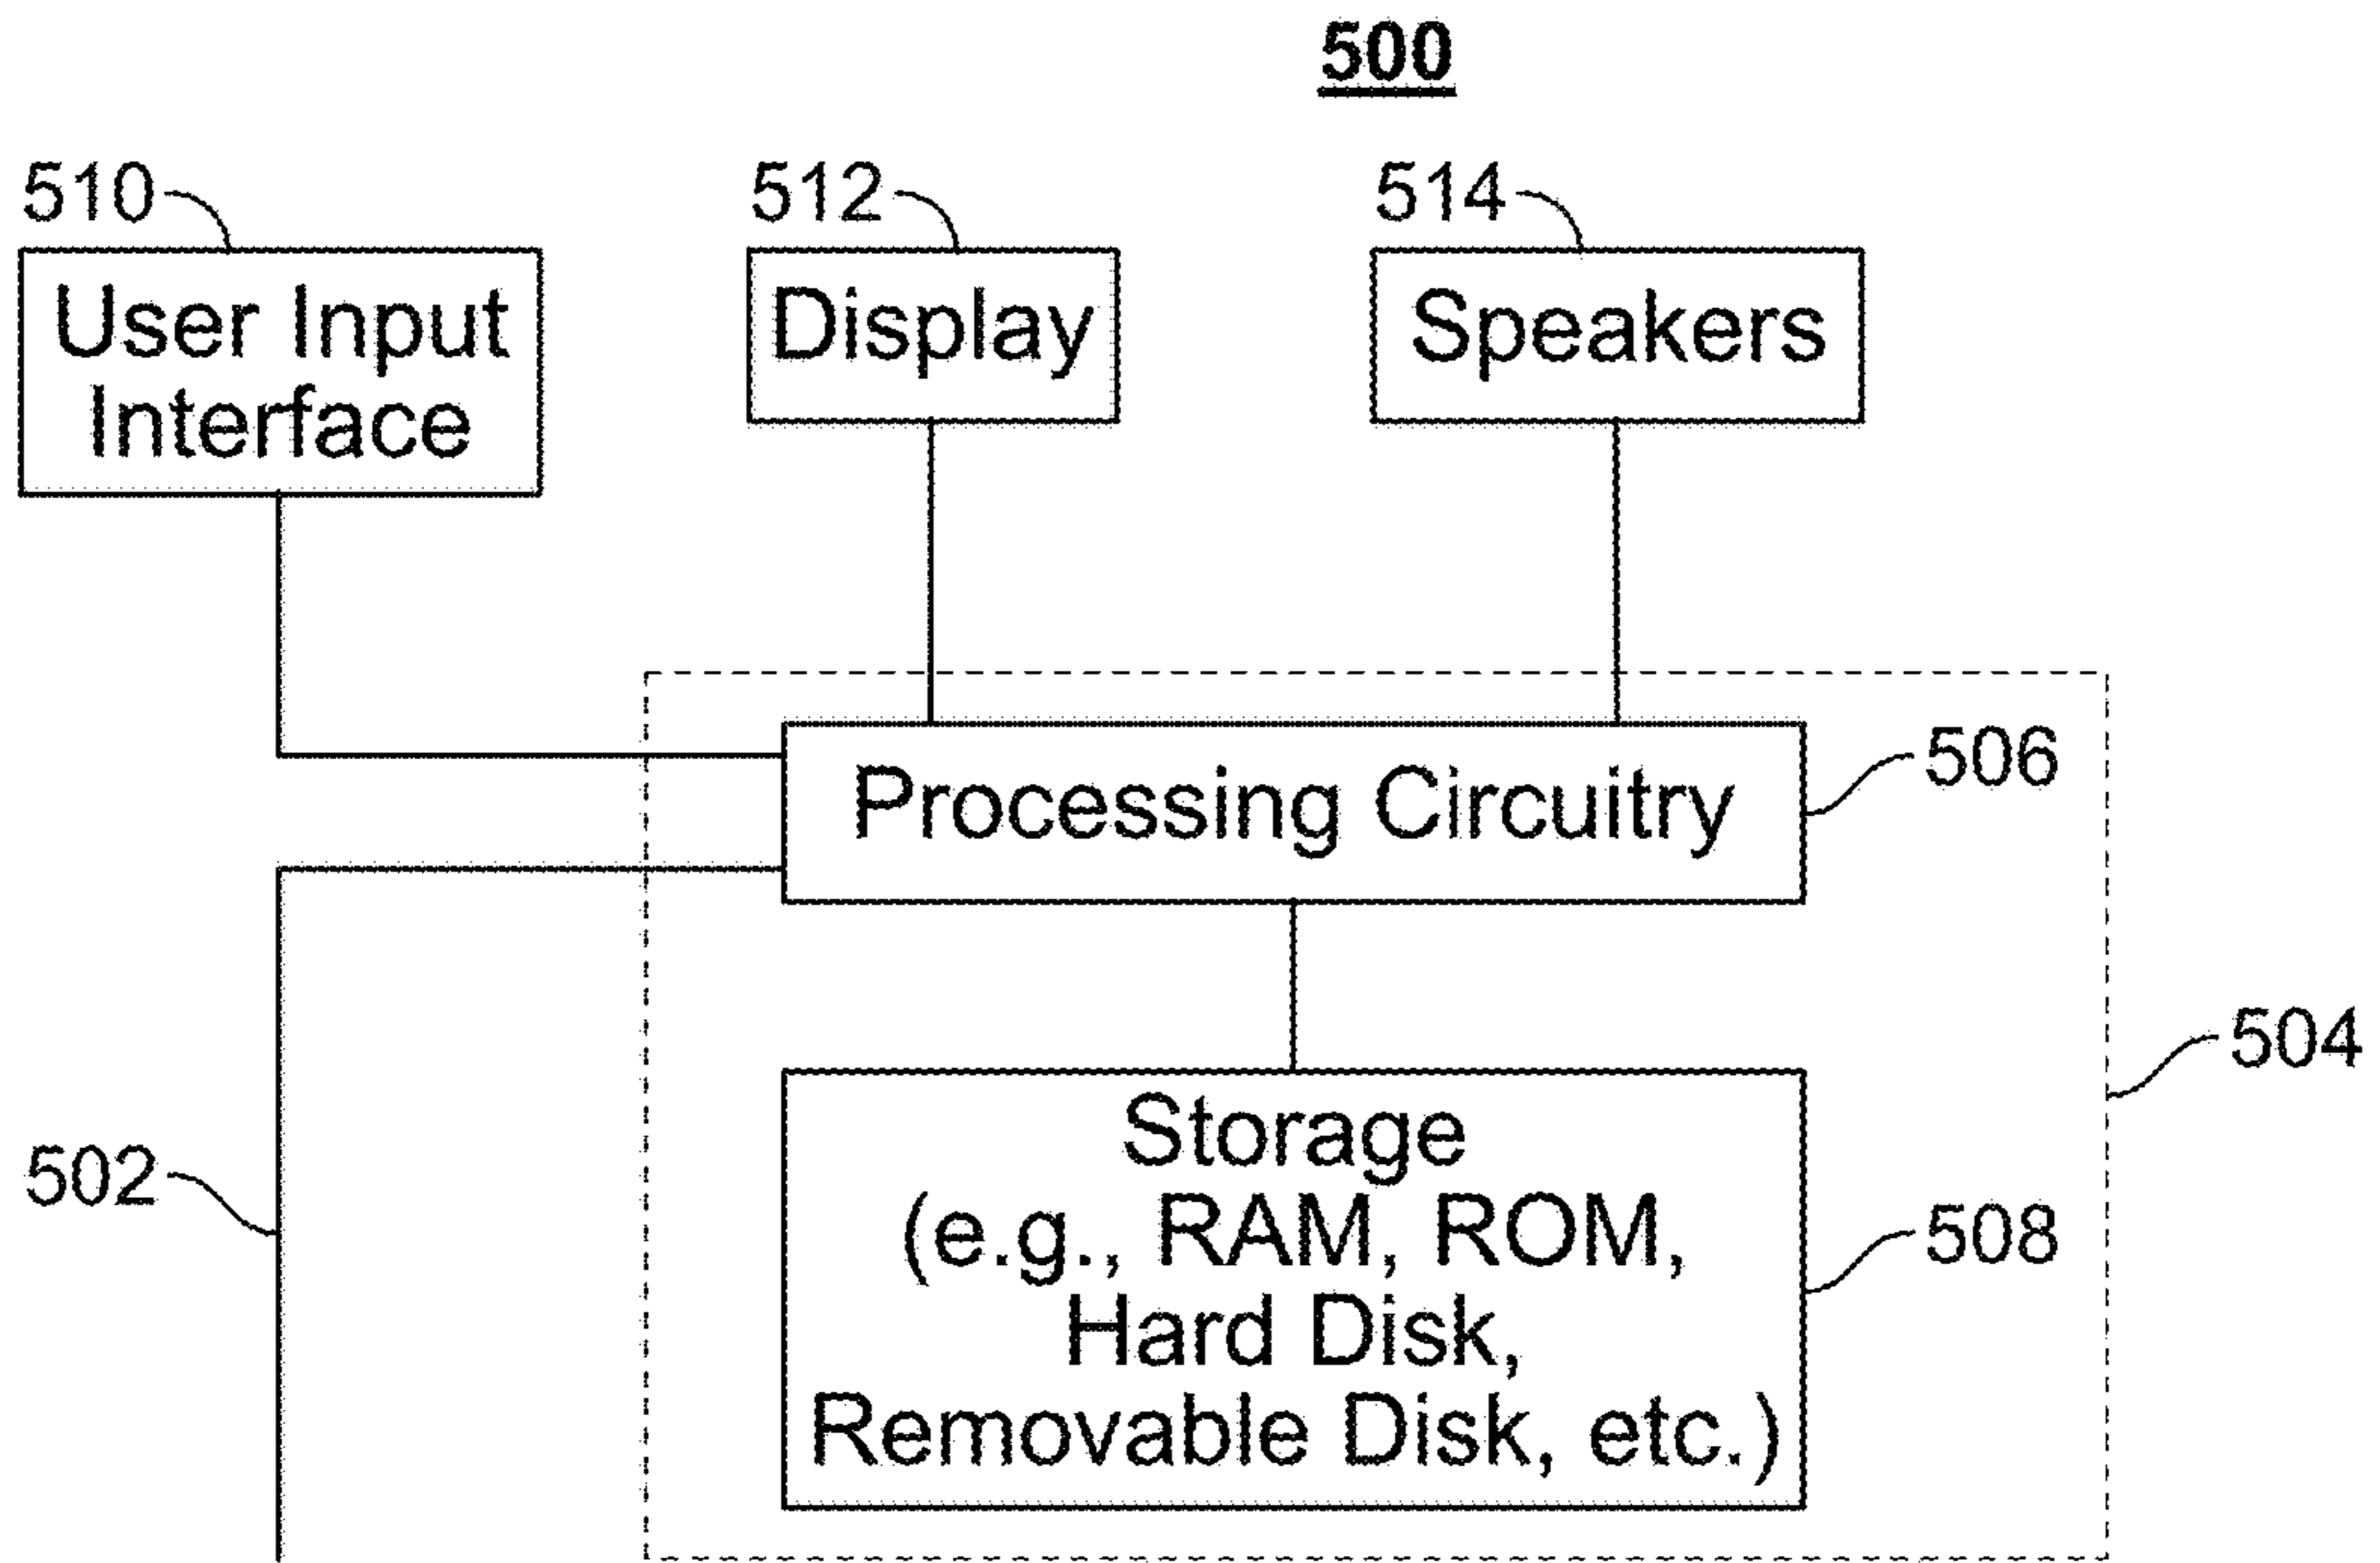 500
510
512
514
User Input
Interface
Display
Speakers
Processing Circuitry
506
504
502
Storage
(e.g., RAM, ROM,
Hard Disk,
Removable Disk, etc.)
508